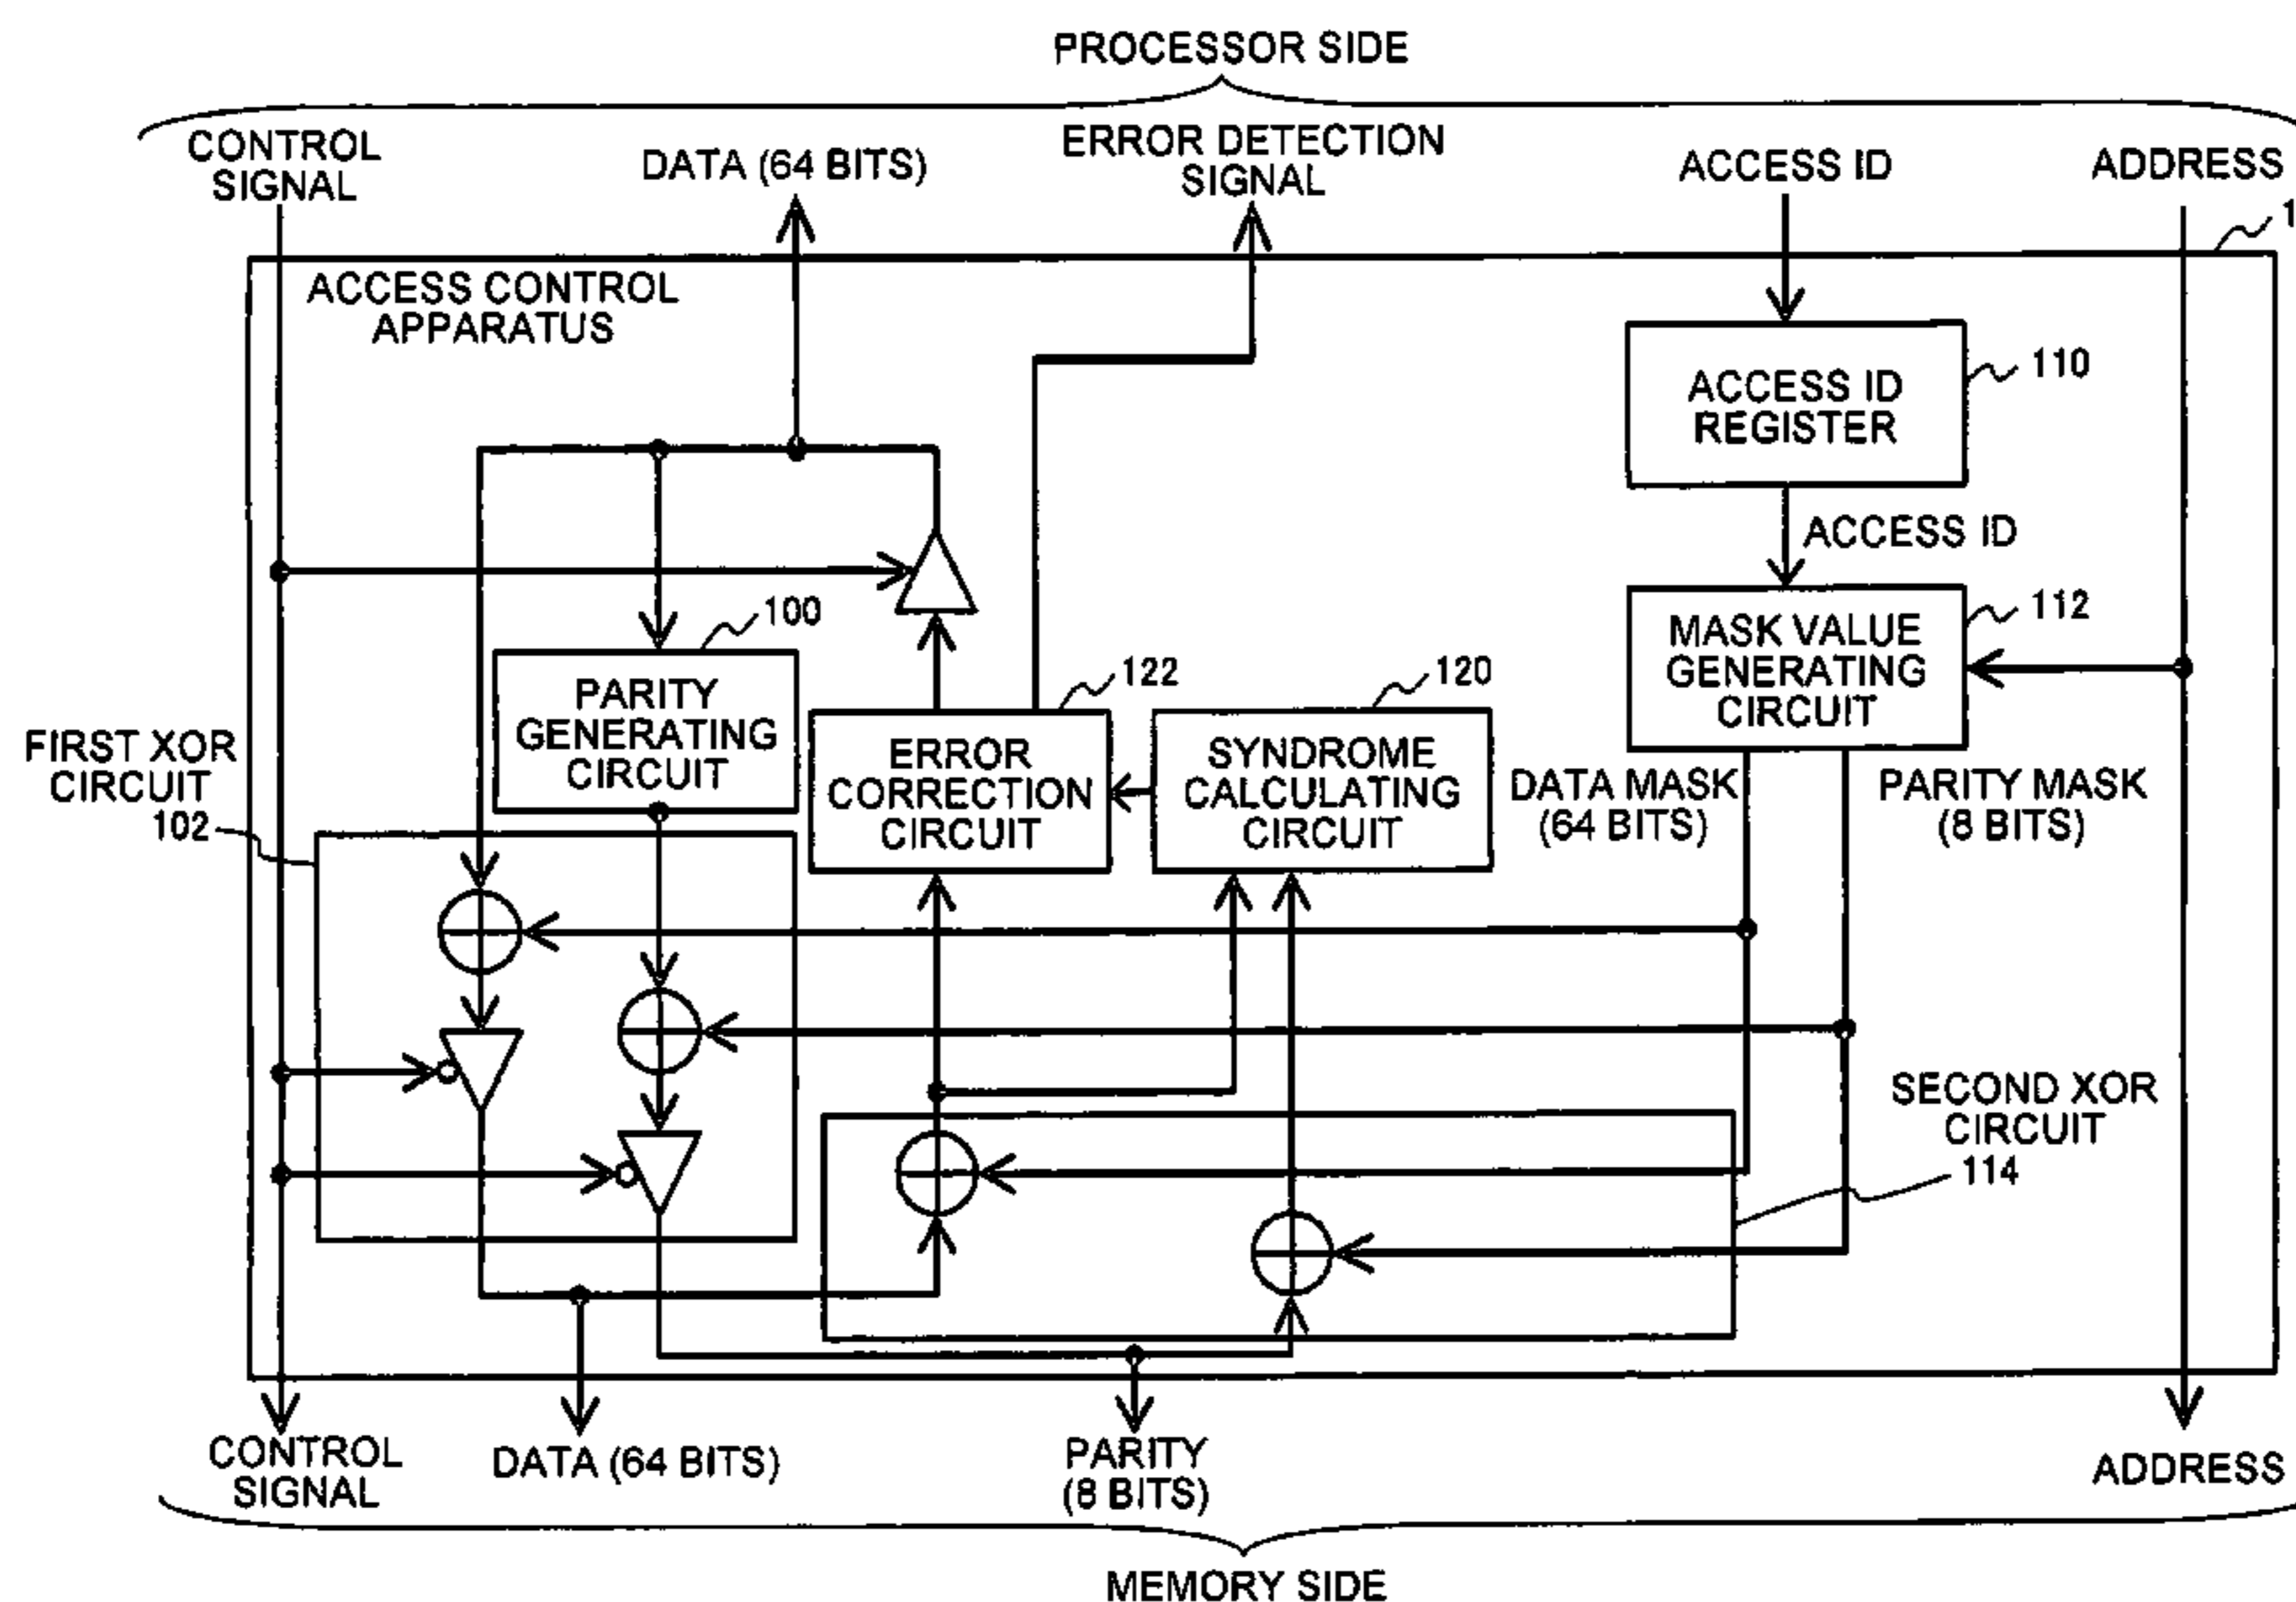 PROCESSOR SIDE
CONTROL
SIGNAL
DATA (64 BITS)
ERROR DETECTION
SIGNAL
ACCESS ID
ADDRESS
1
ACCESS CONTROL
APPARATUS
ACCESS ID
REGISTER
110
ACCESS ID
100
PARITY
GENERATING
CIRCUIT
122
ERROR
CORRECTION
CIRCUIT
120
SYNDROME
CALCULATING
CIRCUIT
MASK VALUE
GENERATING
CIRCUIT
112
FIRST XOR
CIRCUIT
102
DATA MASK
(64 BITS)
PARITY MASK
(8 BITS)
SECOND XOR
CIRCUIT
114
CONTROL
SIGNAL
DATA (64 BITS)
PARITY
(8 BITS)
ADDRESS
MEMORY SIDE